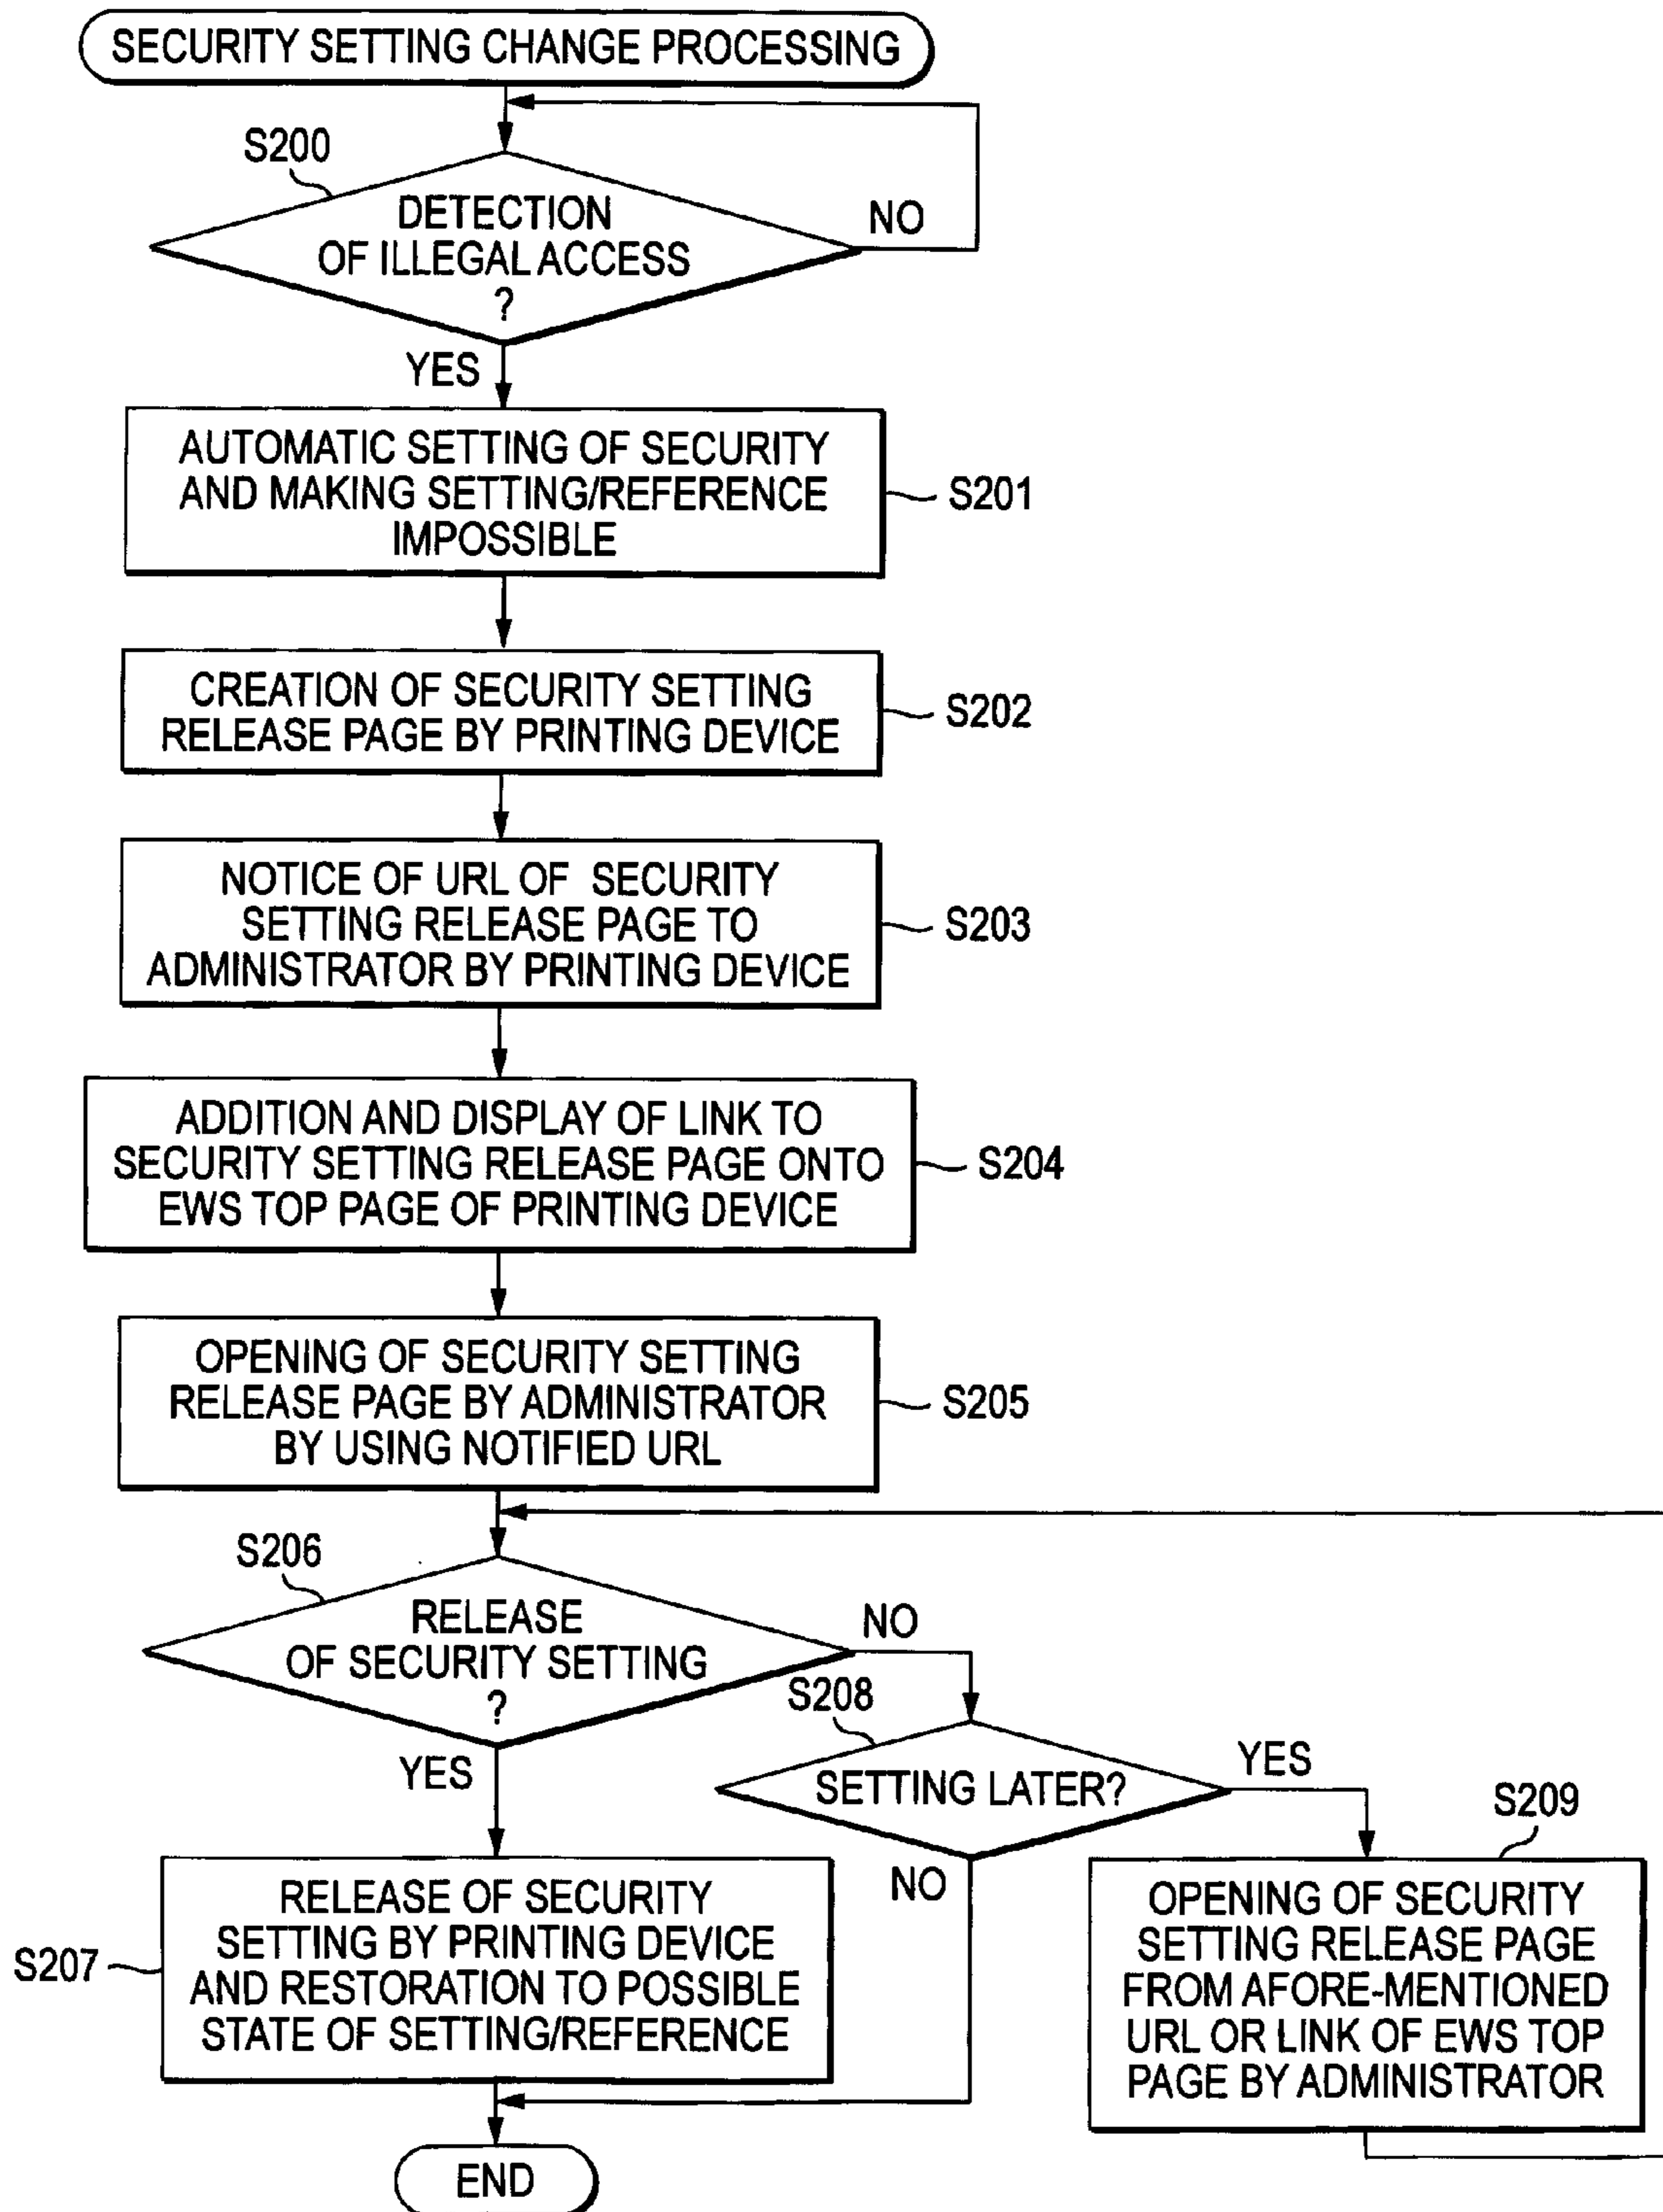 SECURITY SETTING CHANGE PROCESSING
S200
DETECTION
OF ILLEGAL ACCESS
?
NO
YES
AUTOMATIC SETTING OF SECURITY
AND MAKING SETTING/REFERENCE
IMPOSSIBLE
S201
CREATION OF SECURITY SETTING
RELEASE PAGE BY PRINTING DEVICE
S202
NOTICE OF URL OF SECURITY
SETTING RELEASE PAGE TO
ADMINISTRATOR BY PRINTING DEVICE
S203
ADDITION AND DISPLAY OF LINK TO
SECURITY SETTING RELEASE PAGE ONTO
EWS TOP PAGE OF PRINTING DEVICE
S204
OPENING OF SECURITY SETTING
RELEASE PAGE BY ADMINISTRATOR
BY USING NOTIFIED URL
S205
S206
RELEASE
OF SECURITY SETTING
?
NO
YES
S208
SETTING LATER?
YES
NO
S209
RELEASE OF SECURITY
SETTING BY PRINTING DEVICE
AND RESTORATION TO POSSIBLE
STATE OF SETTING/REFERENCE
S207
OPENING OF SECURITY
SETTING RELEASE PAGE
FROM AFORE-MENTIONED
URL OR LINK OF EWS TOP
PAGE BY ADMINISTRATOR
END